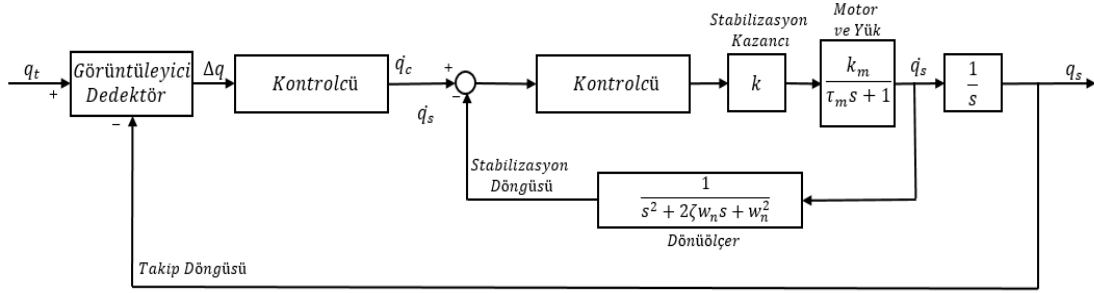 Stabilizasyon
Kazancı
Motor
ve Yük
q_t
+
−
Görüntüleyici
Dedektör
Δq
Kontrolcü
q̇_c
+
−
q̇_s
Kontrolcü
k
k_m
τ_m s + 1
q̇_s
1
s
q_s
Stabilizasyon
Döngüsü
1
s² + 2ζw_n s + w_n²
Dönüölçer
Takip Döngüsü